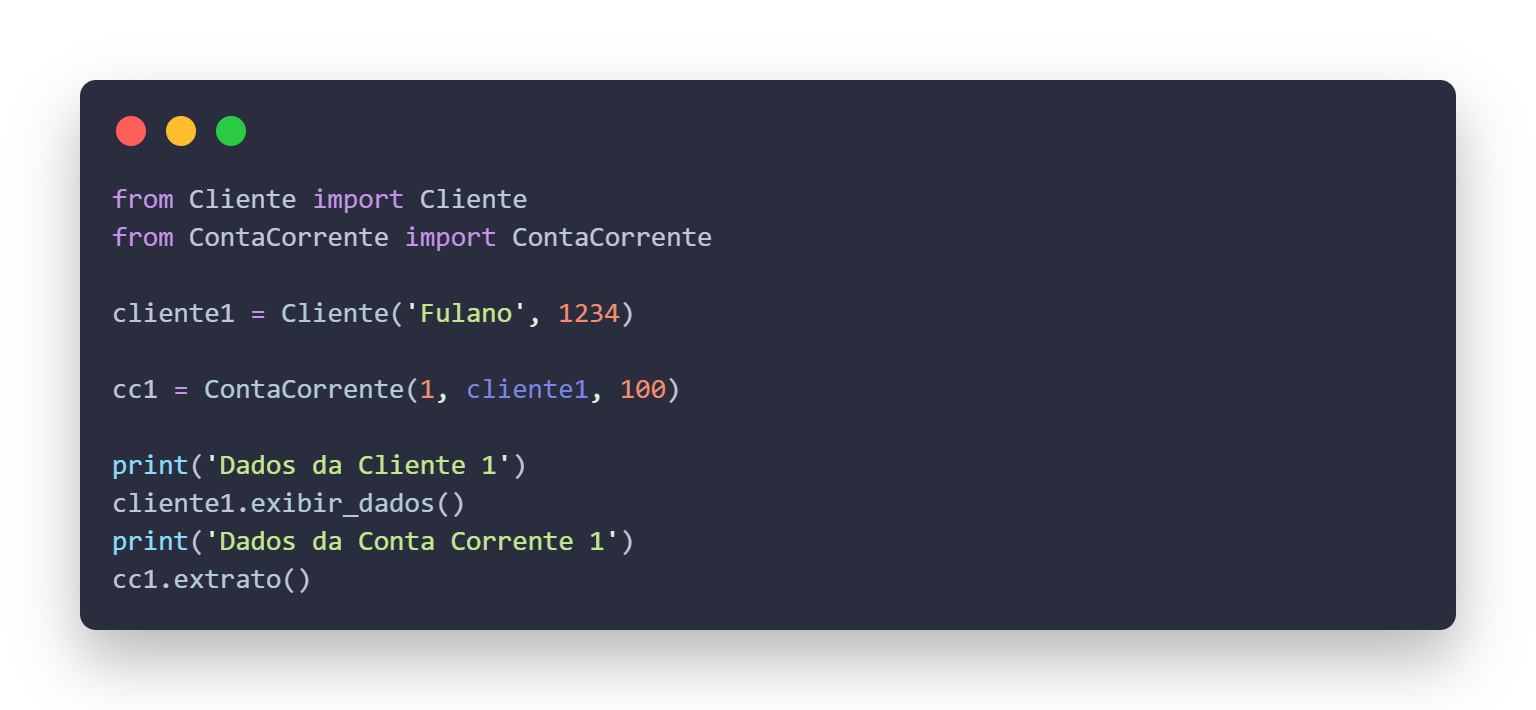 from Cliente import Cliente
from ContaCorrente import ContaCorrente
cliente1 = Cliente('Fulano', 1234)
cc1 = ContaCorrente(1, cliente1, 100)
print('Dados da Cliente 1')
cliente1.exibir_dados()
print('Dados da Conta Corrente 1')
cc1.extrato()